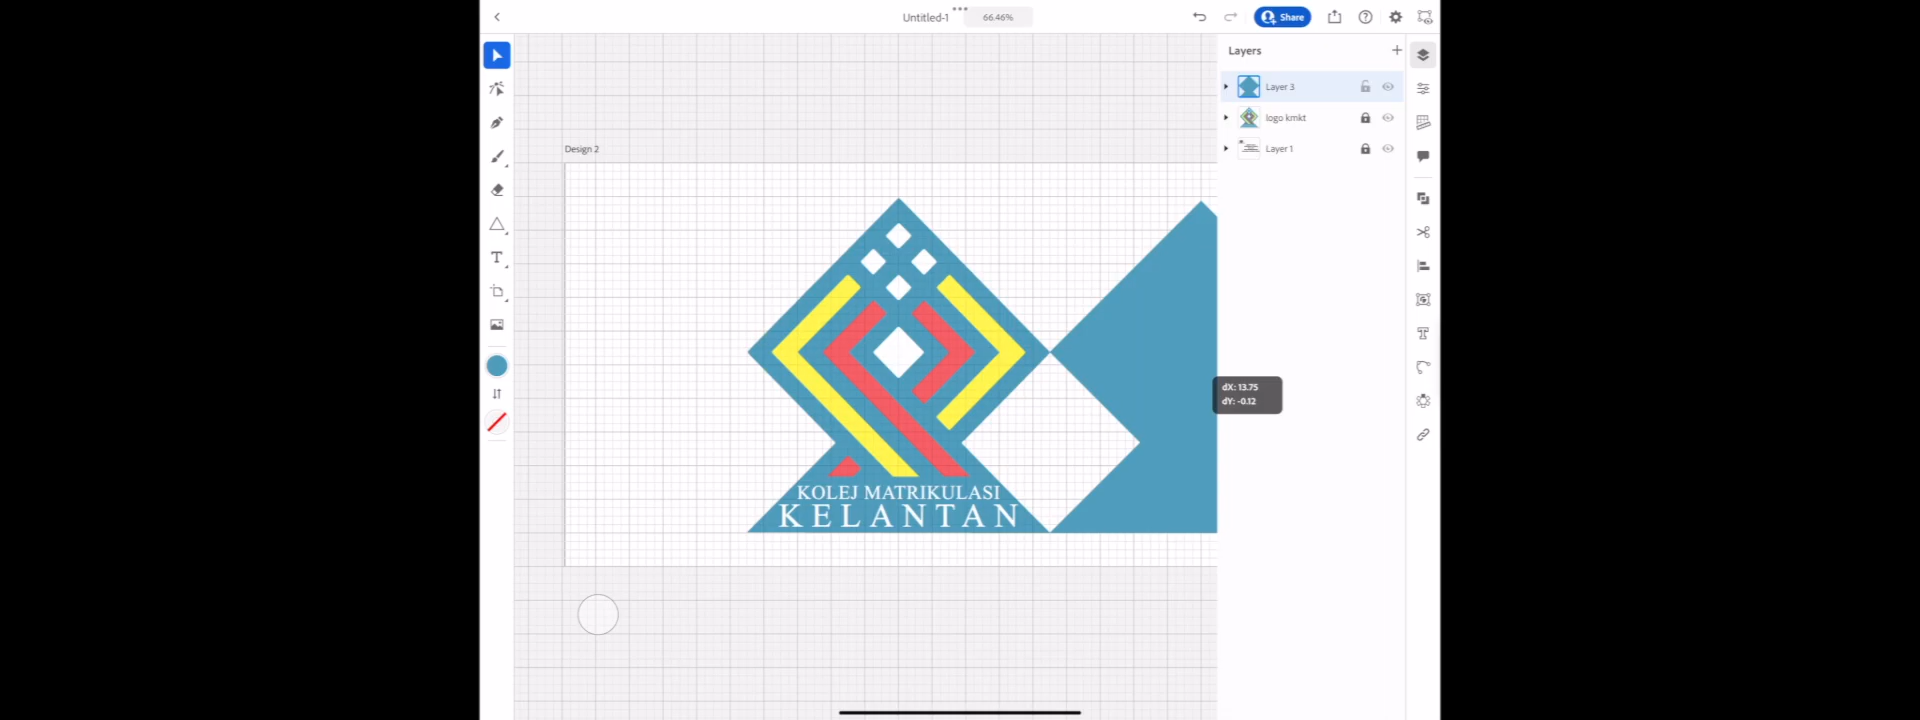 Untitled-1
66.46%
Share
Layers
Layer 3
logo kmkt
Layer 1
Design 2
dX: 13.75
dY: -0.12
KOLEJ MATRIKULASI
KELANTAN